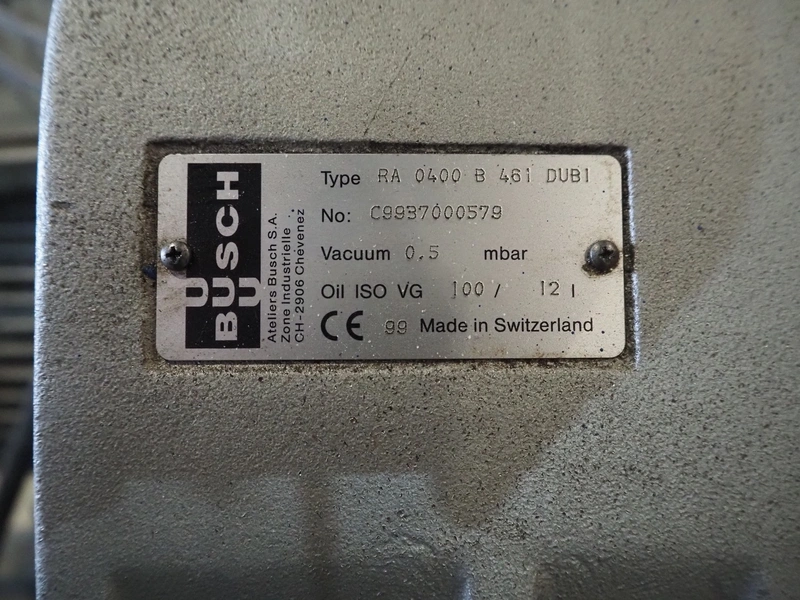 BUSCH
Ateliers Busch S.A.
Zone Industrielle
CH-2906 Chevenez
Type RA 0400 B 461 DUB1
No: C9937000579
Vacuum 0.5 mbar
Oil ISO VG 100 / 12 l
CE 99 Made in Switzerland